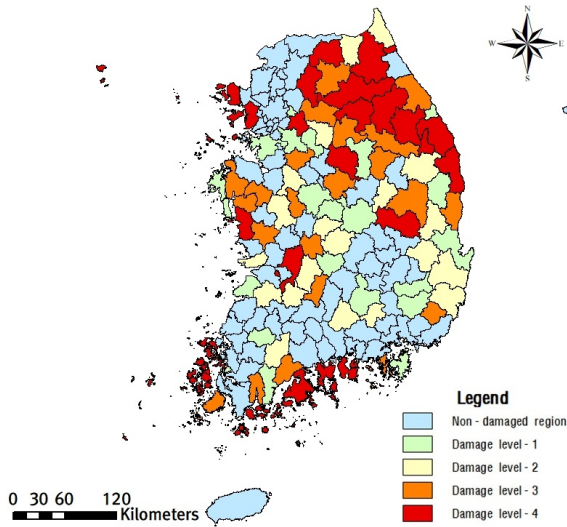 N
W E
S
Legend
Non - damaged region
Damage level - 1
Damage level - 2
Damage level - 3
Damage level - 4
0 30 60 120
Kilometers